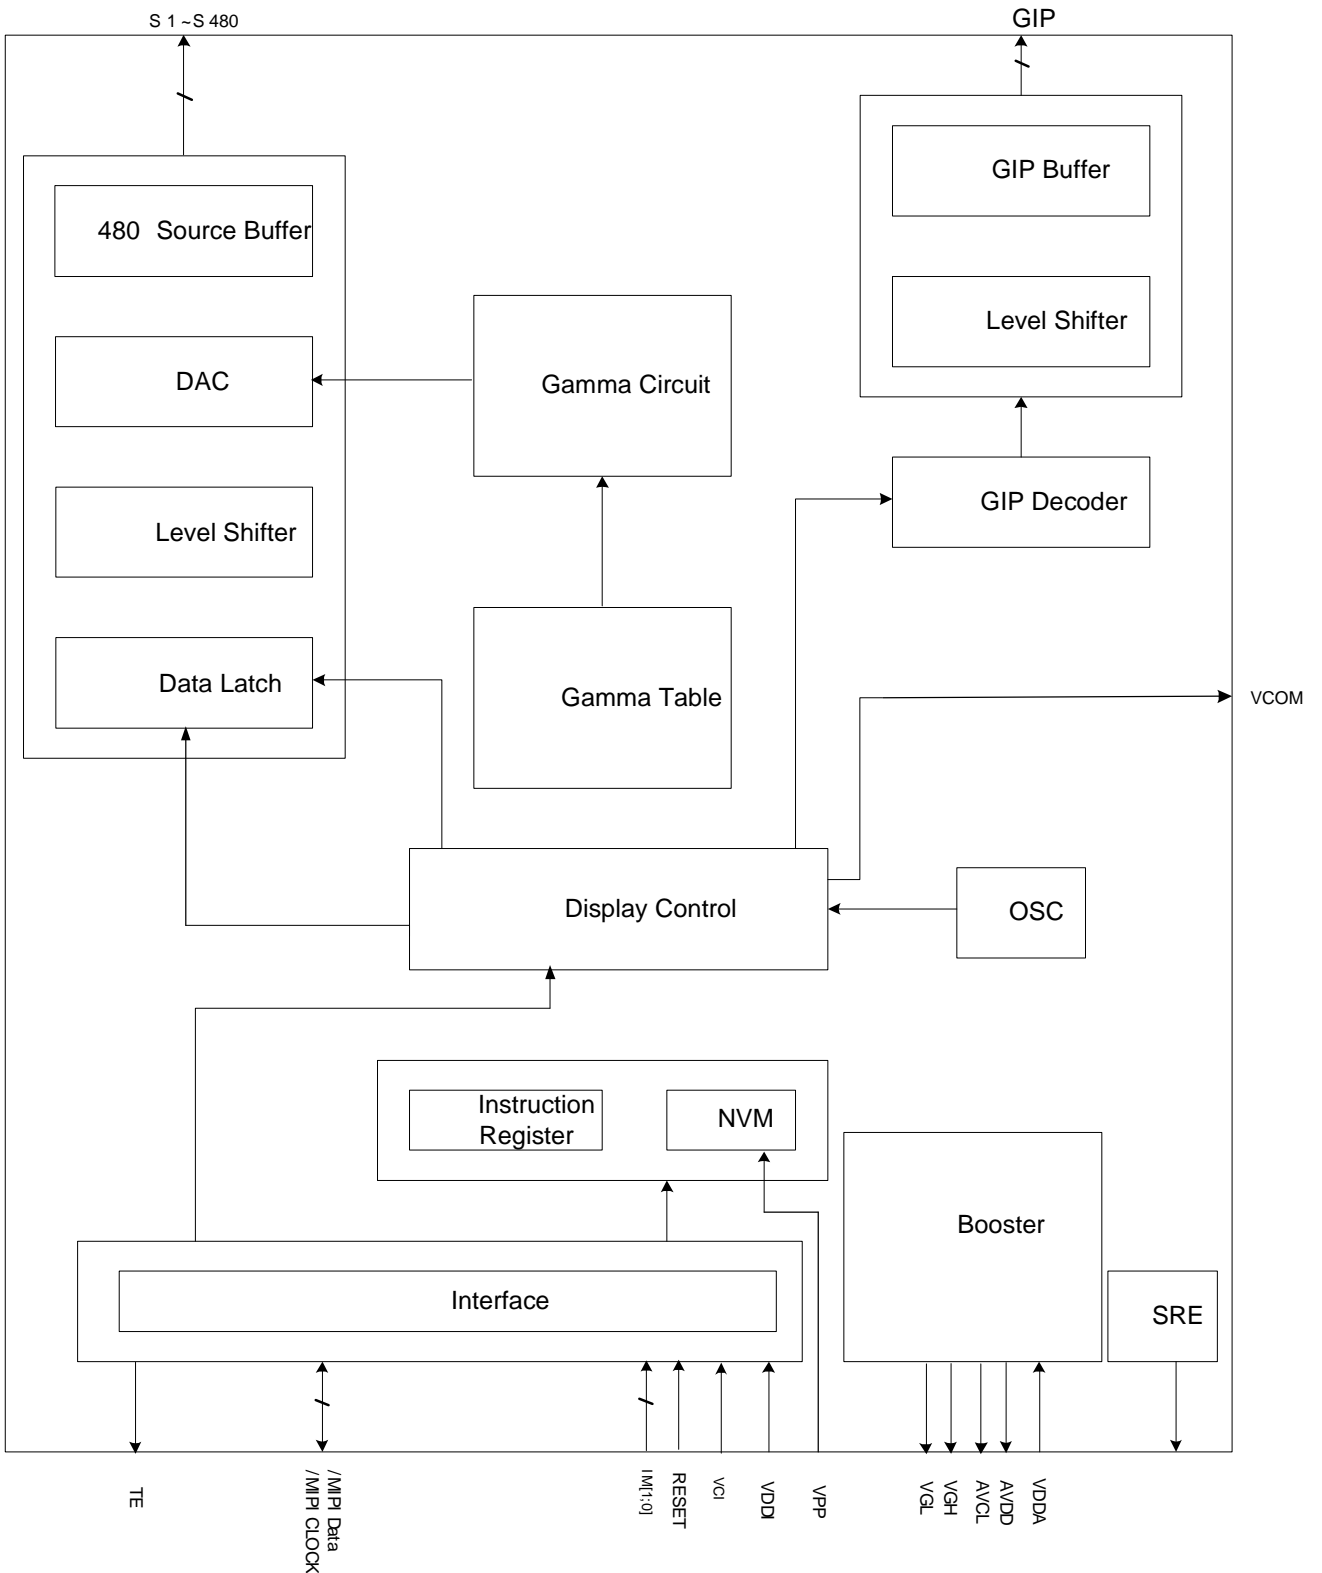 S 1 ~S 480
GIP
GIP Buffer
480 Source Buffer
Level Shifter
DAC
Gamma Circuit
GIP Decoder
Level Shifter
Data Latch
Gamma Table
VCOM
Display Control
OSC
Instruction
Register
NVM
Booster
Interface
SRE
TE
/MIPI Data
/MIPI CLOCK
IM[1;0]
RESET
VCI
VDDI
VPP
VGL
VGH
AVCL
AVDD
VDDA